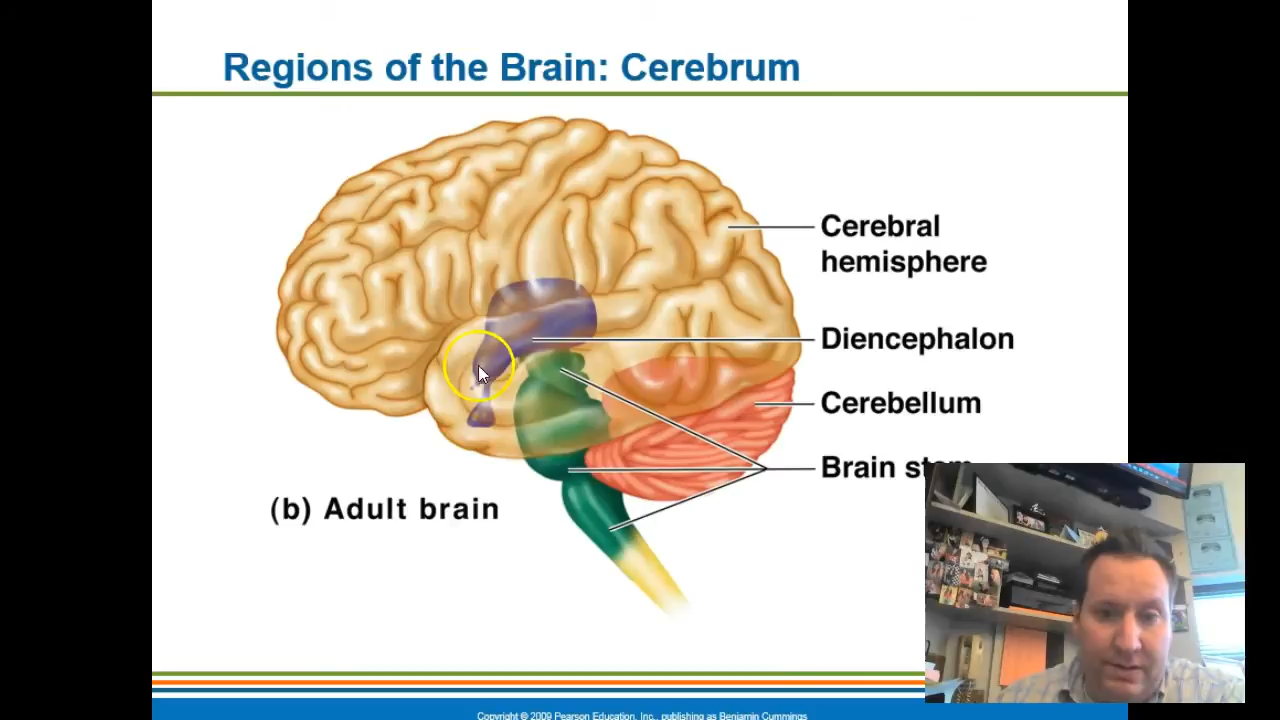 Regions of the Brain: Cerebrum
Cerebral
hemisphere
Diencephalon
Cerebellum
Brain
(b) Adult brain
Copyright © 2009 Pearson Education, Inc., publishing as Benjamin Cummings